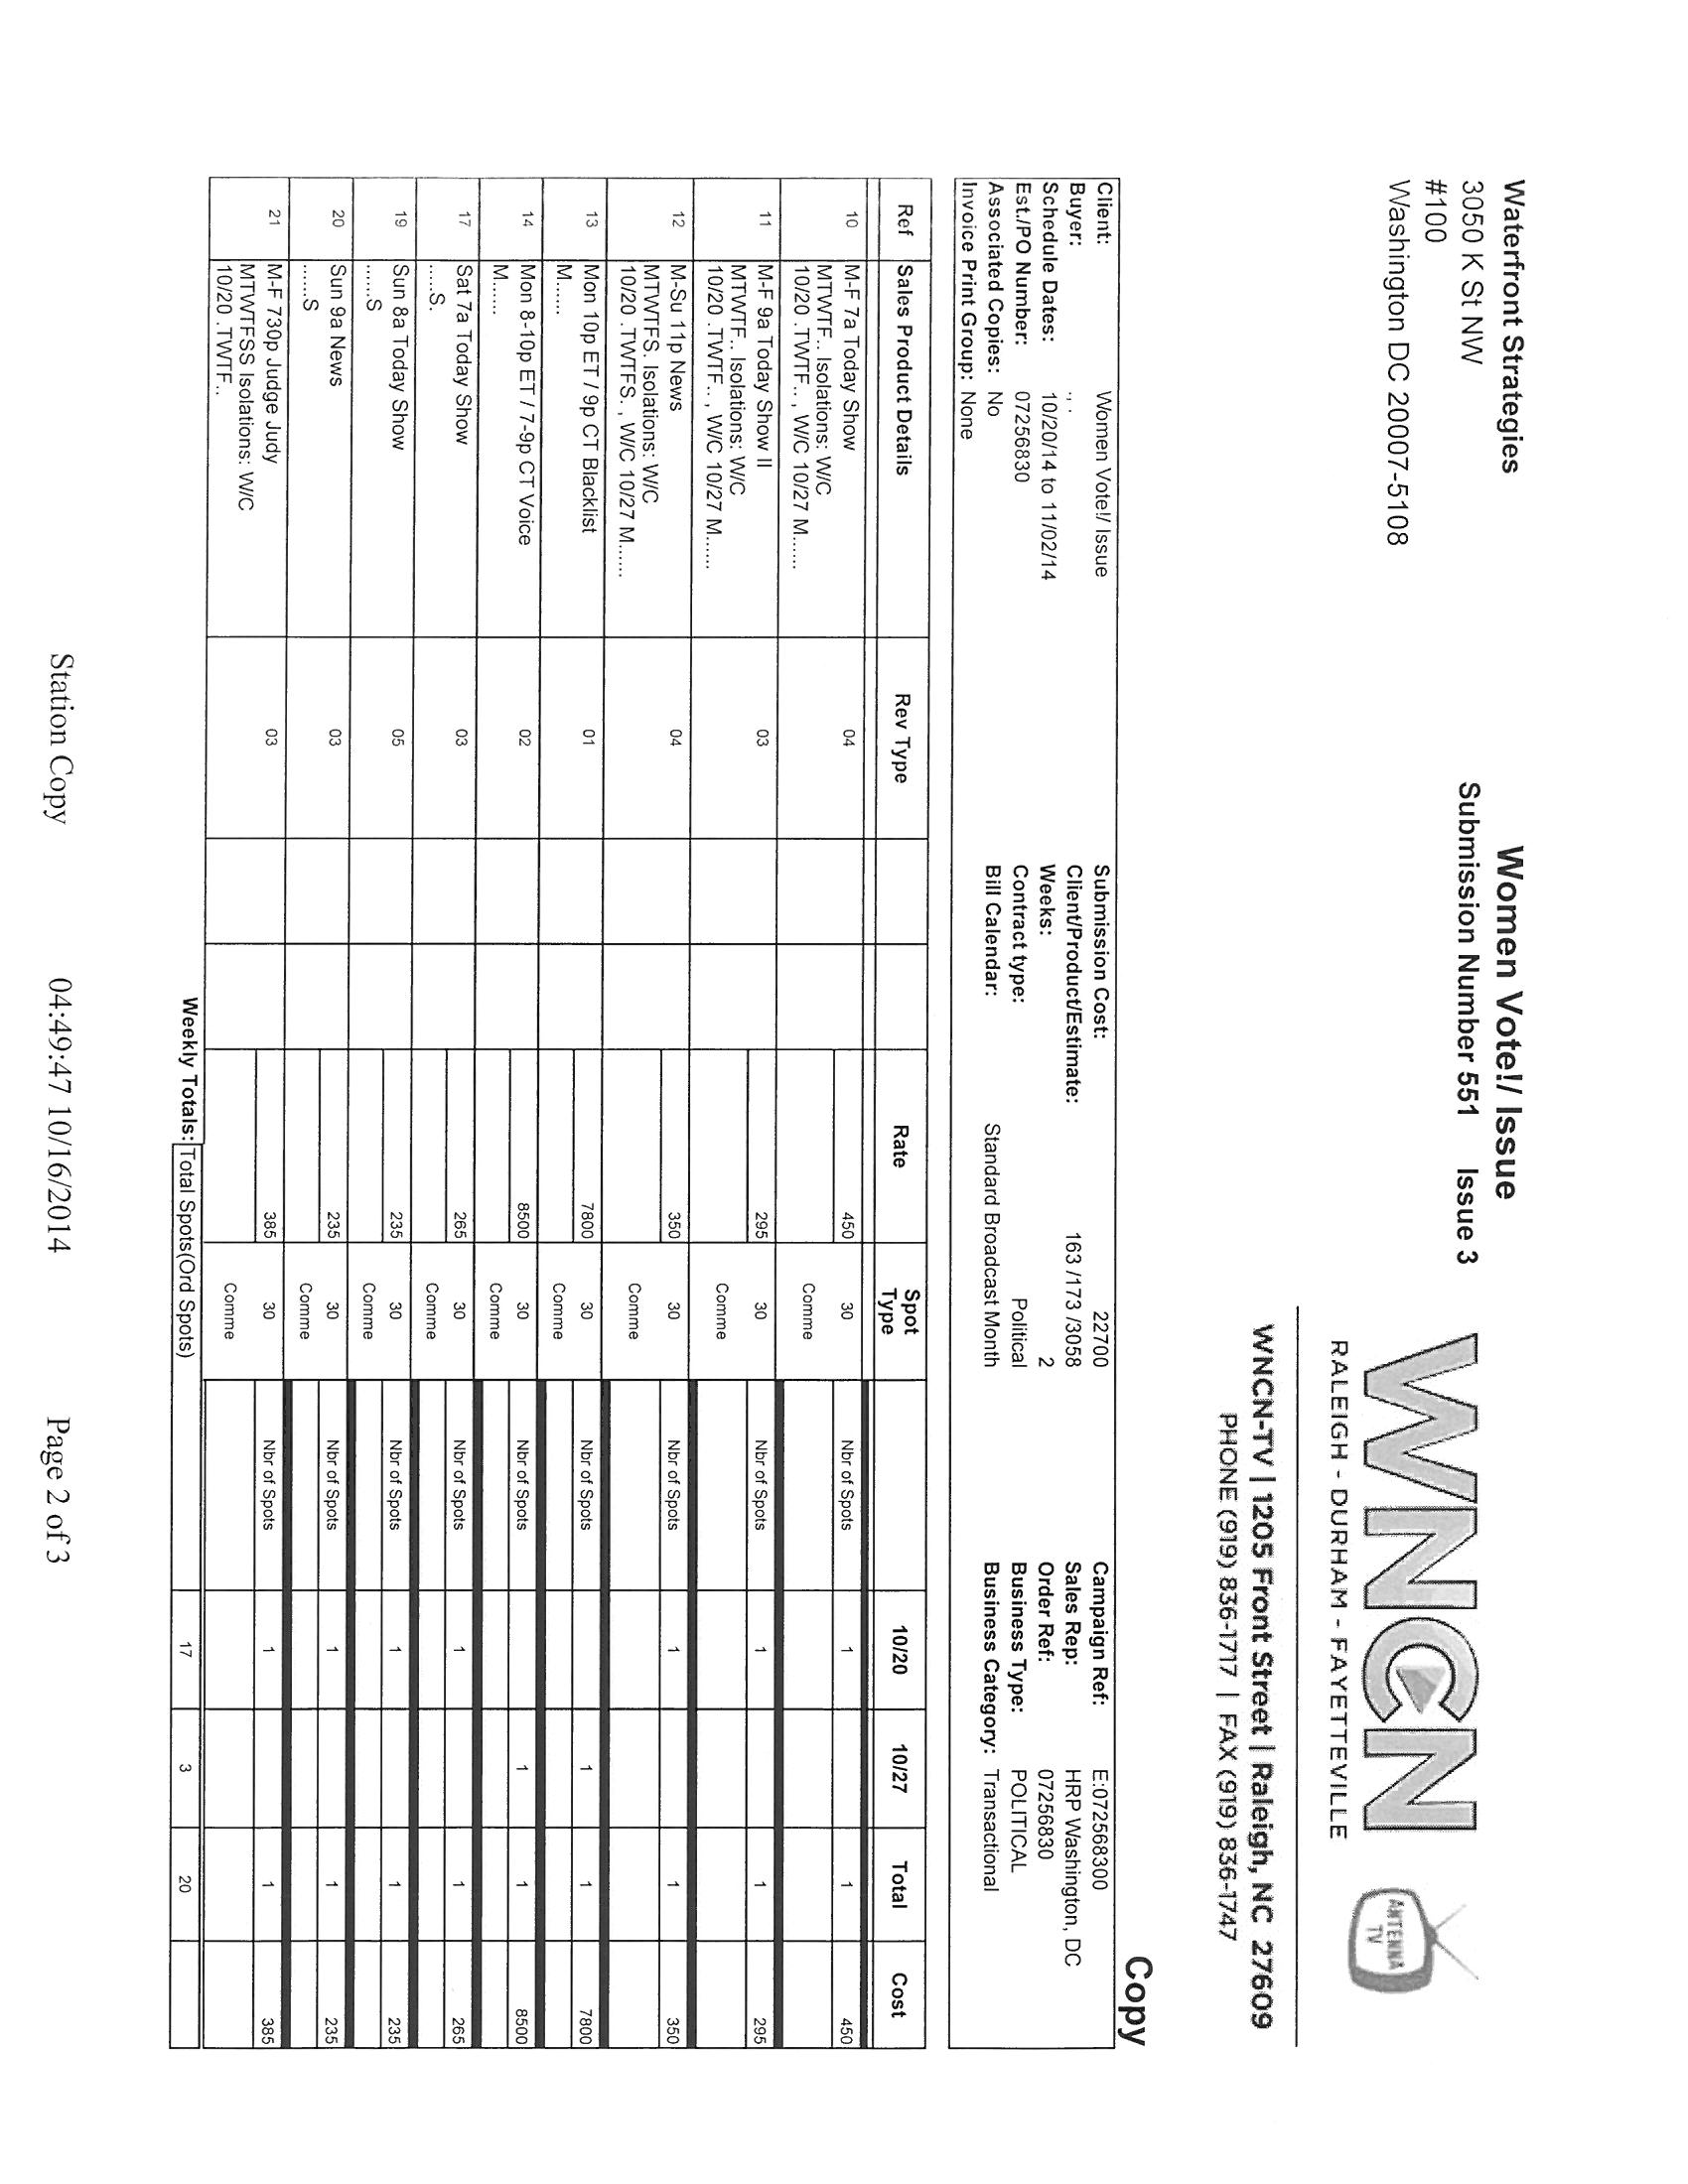 Waterfront Strategies
3050 K St NW
#100
Washington DC 20007-5108
Women Vote!/ Issue
Submission Number 551 Issue 3
WNCN
ANTENNA TV
RALEIGH - DURHAM - FAYETTEVILLE
WNCN-TV | 1205 Front Street | Raleigh, NC 27609
PHONE (919) 836-1717 | FAX (919) 836-1747
Copy
Client: Women Vote!/ Issue Submission Cost: 22700 Campaign Ref: E:072568300
Buyer: Client/Product/Estimate: 163 /173 /3058 Sales Rep: HRP Washington, DC
Schedule Dates: 10/20/14 to 11/02/14 Weeks: 2 Order Ref: 07256830
Est./PO Number: 07256830 Contract type: Political Business Type: POLITICAL
Associated Copies: No Bill Calendar: Standard Broadcast Month Business Category: Transactional
Invoice Print Group: None
Ref Sales Product Details Rev Type Rate Spot Type 10/20 10/27 Total Cost
10 M-F 7a Today Show 04 450 30 Nbr of Spots 1 1 450
MTWTF.. Isolations: W/C
10/20 .TWTF.. , W/C 10/27 M...... Comme
11 M-F 9a Today Show II 03 295 30 Nbr of Spots 1 1 295
MTWTF.. Isolations: W/C
10/20 .TWTF.. , W/C 10/27 M...... Comme
12 M-Su 11p News 04 350 30 Nbr of Spots 1 1 350
MTWTFS. Isolations: W/C
10/20 .TWTFS. , W/C 10/27 M...... Comme
13 Mon 10p ET / 9p CT Blacklist 01 7800 30 Nbr of Spots 1 1 7800
M...... Comme
14 Mon 8-10p ET / 7-9p CT Voice 02 8500 30 Nbr of Spots 1 1 8500
M...... Comme
17 Sat 7a Today Show 03 265 30 Nbr of Spots 1 1 265
.....S. Comme
19 Sun 8a Today Show 05 235 30 Nbr of Spots 1 1 235
......S Comme
20 Sun 9a News 03 235 30 Nbr of Spots 1 1 235
......S Comme
21 M-F 730p Judge Judy 03 385 30 Nbr of Spots 1 1 385
MTWTFSS Isolations: W/C
10/20 .TWTF.. Comme
Weekly Totals: Total Spots(Ord Spots) 17 3 20
Station Copy 04:49:47 10/16/2014 Page 2 of 3